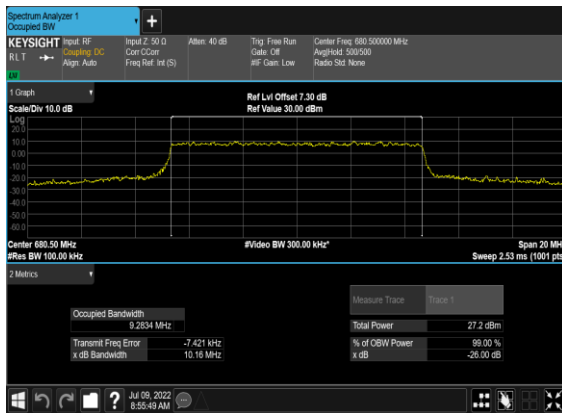 Spectrum Analyzer 1
Occupied BW
KEYSIGHT
RLT
Input: RF
Coupling: DC
Align: Auto
Input Z: 50 Ω
Corr CCorr
Freq Ref: Int (S)
Atten: 40 dB
Trig: Free Run
Gate: Off
#IF Gain: Low
Center Freq: 680.500000 MHz
Avg|Hold: 500/500
Radio Std: None
1 Graph
Scale/Div 10.0 dB
Ref Lvl Offset 7.30 dB
Ref Value 30.00 dBm
Log
20.0
10.0
0.00
-10.0
-20.0
-30.0
-40.0
-50.0
-60.0
Center 680.50 MHz
#Res BW 100.00 kHz
#Video BW 300.00 kHz*
Span 20 MH
Sweep 2.53 ms (1001 pts
2 Metrics
Measure Trace Trace 1
Occupied Bandwidth
9.2834 MHz
Total Power 27.2 dBm
Transmit Freq Error -7.421 kHz
% of OBW Power 99.00 %
x dB Bandwidth 10.16 MHz
x dB -26.00 dB
Jul 09, 2022
8:55:49 AM